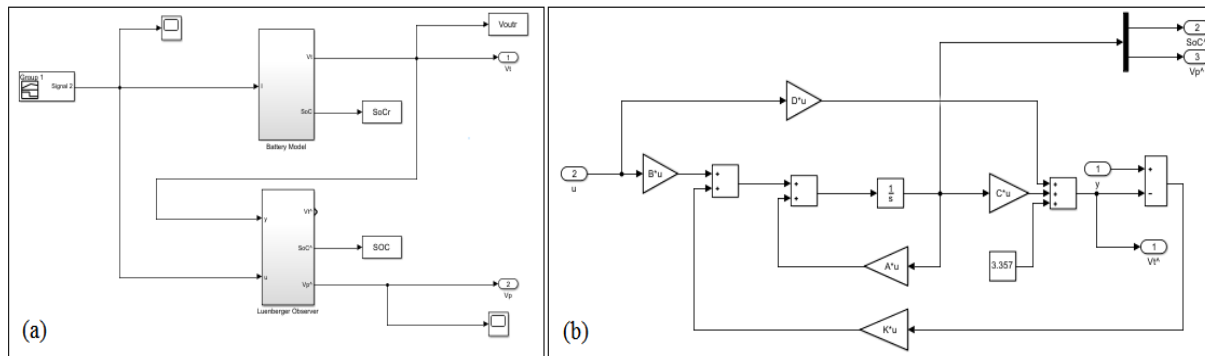 Voutr
Group 1
Signal 2
I
Vt
SoC
1
Vt
SoCr
Battery Model
y
u
Vt^
SoC^
Vp^
SOC
2
Vp
Luenberger Observer
(a)
2
SoC^
3
Vp^
D*u
2
u
B*u
+
+
+
+
1
s
C*u
+
+
+
1
y
+
−
3.357
1
Vt^
A*u
K*u
(b)